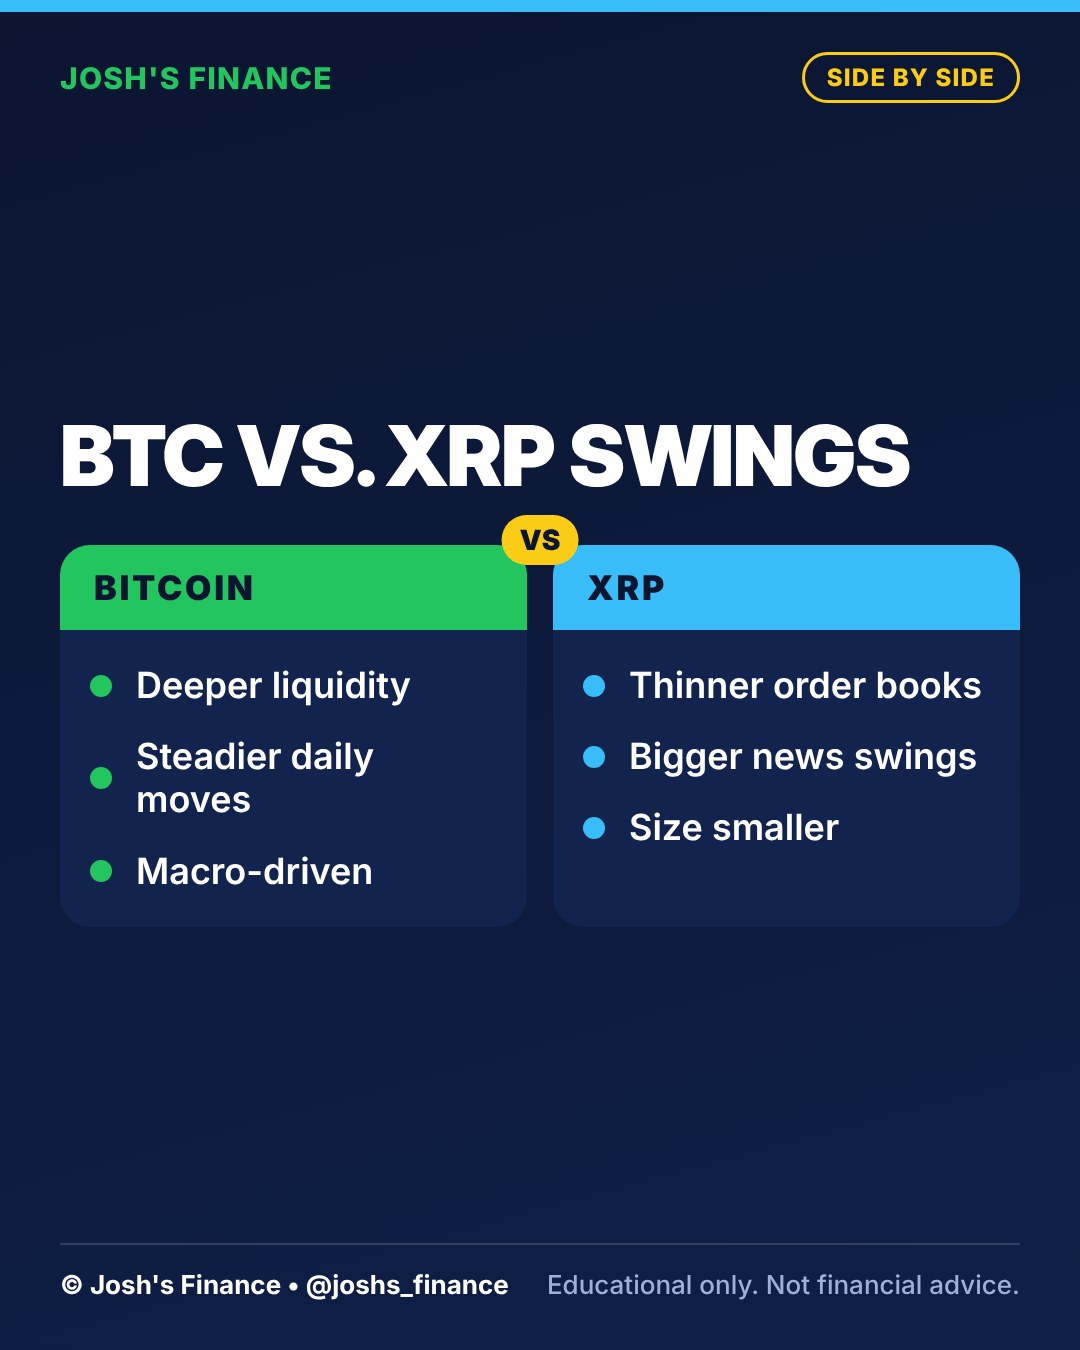 JOSH'S FINANCE
SIDE BY SIDE
BTC VS. XRP SWINGS
VS
BITCOIN
Deeper liquidity
Steadier daily
moves
Macro-driven
XRP
Thinner order books
Bigger news swings
Size smaller
© Josh's Finance • @joshs_finance
Educational only. Not financial advice.